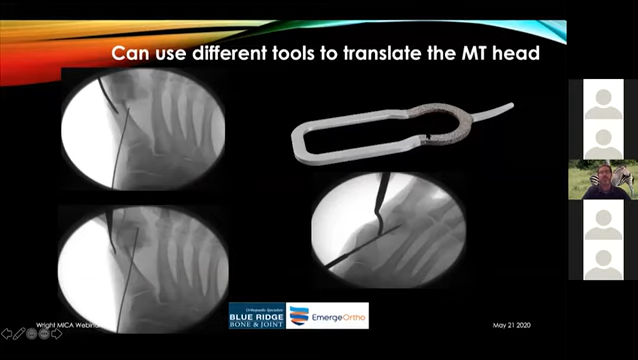 Can use different tools to translate the MT head
Orthopaedic Specialists
BLUE RIDGE
BONE & JOINT
EmergeOrtho
Wright MICA Webinar
May 21 2020